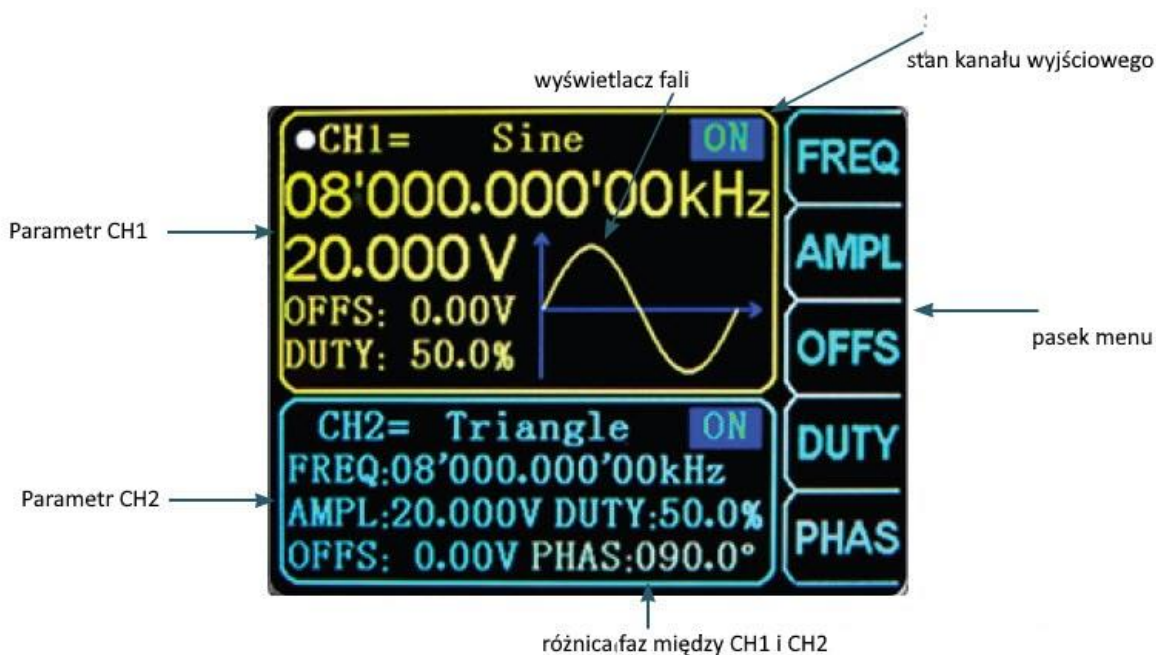 stan kanału wyjściowego
wyświetlacz fali
CH1= Sine ON
08'000.000'00kHz
20.000V
OFFS: 0.00V
DUTY: 50.0%
CH2= Triangle ON
FREQ:08'000.000'00kHz
AMPL:20.000V DUTY:50.0%
OFFS: 0.00V PHAS:090.0°
FREQ
AMPL
OFFS
DUTY
PHAS
Parametr CH1
pasek menu
Parametr CH2
różnica faz między CH1 i CH2